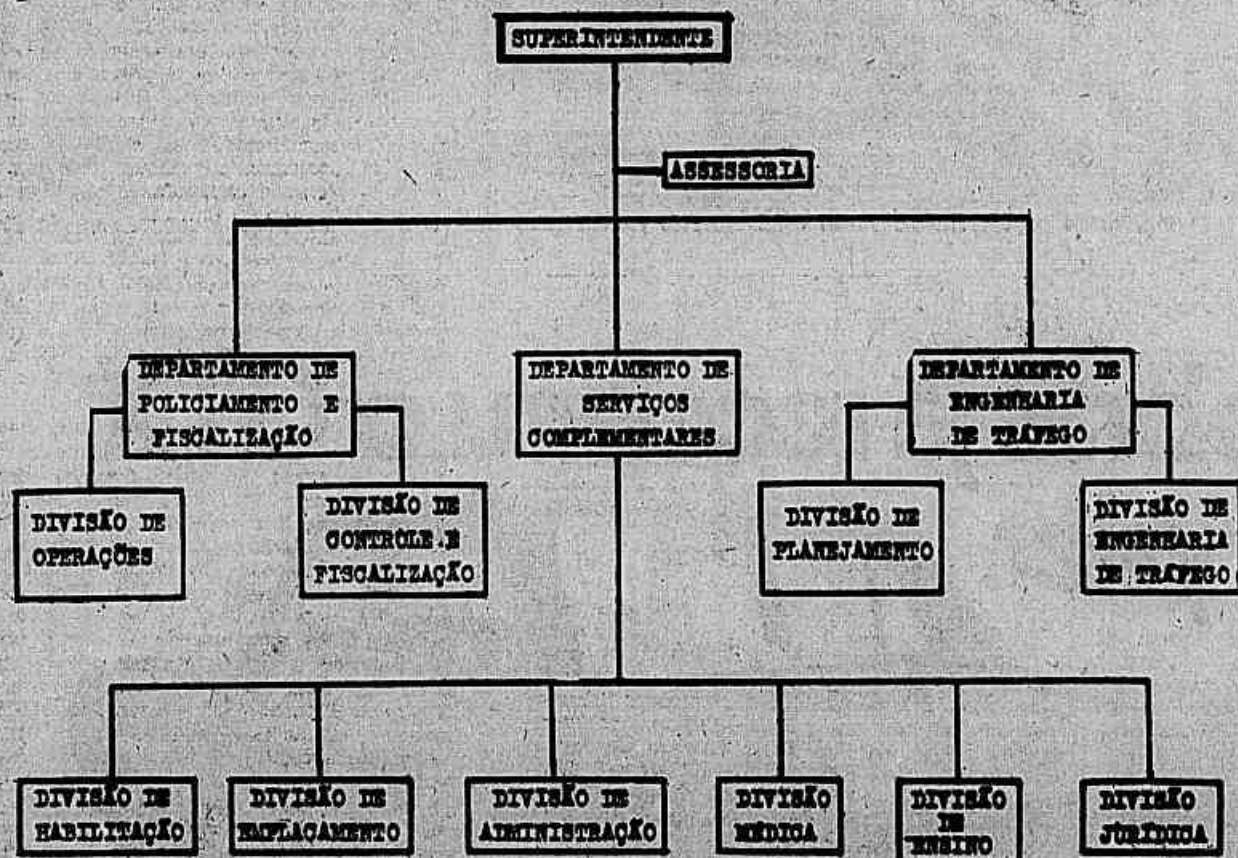 SUPERINTENDENTE
ASSESSORIA
DEPARTAMENTO DE
POLICIAMENTO E
FISCALIZAÇÃO
DEPARTAMENTO DE
SERVIÇOS
COMPLEMENTARES
DEPARTAMENTO DE
ENGENHARIA
DE TRÁFEGO
DIVISÃO DE
OPERAÇÕES
DIVISÃO DE
CONTRÔLE E
FISCALIZAÇÃO
DIVISÃO DE
PLANEJAMENTO
DIVISÃO DE
ENGENHARIA
DE TRÁFEGO
DIVISÃO DE
HABILITAÇÃO
DIVISÃO DE
EMPLACAMENTO
DIVISÃO DE
ADMINISTRAÇÃO
DIVISÃO
MÉDICA
DIVISÃO
DE
ENSINO
DIVISÃO
JURÍDICA